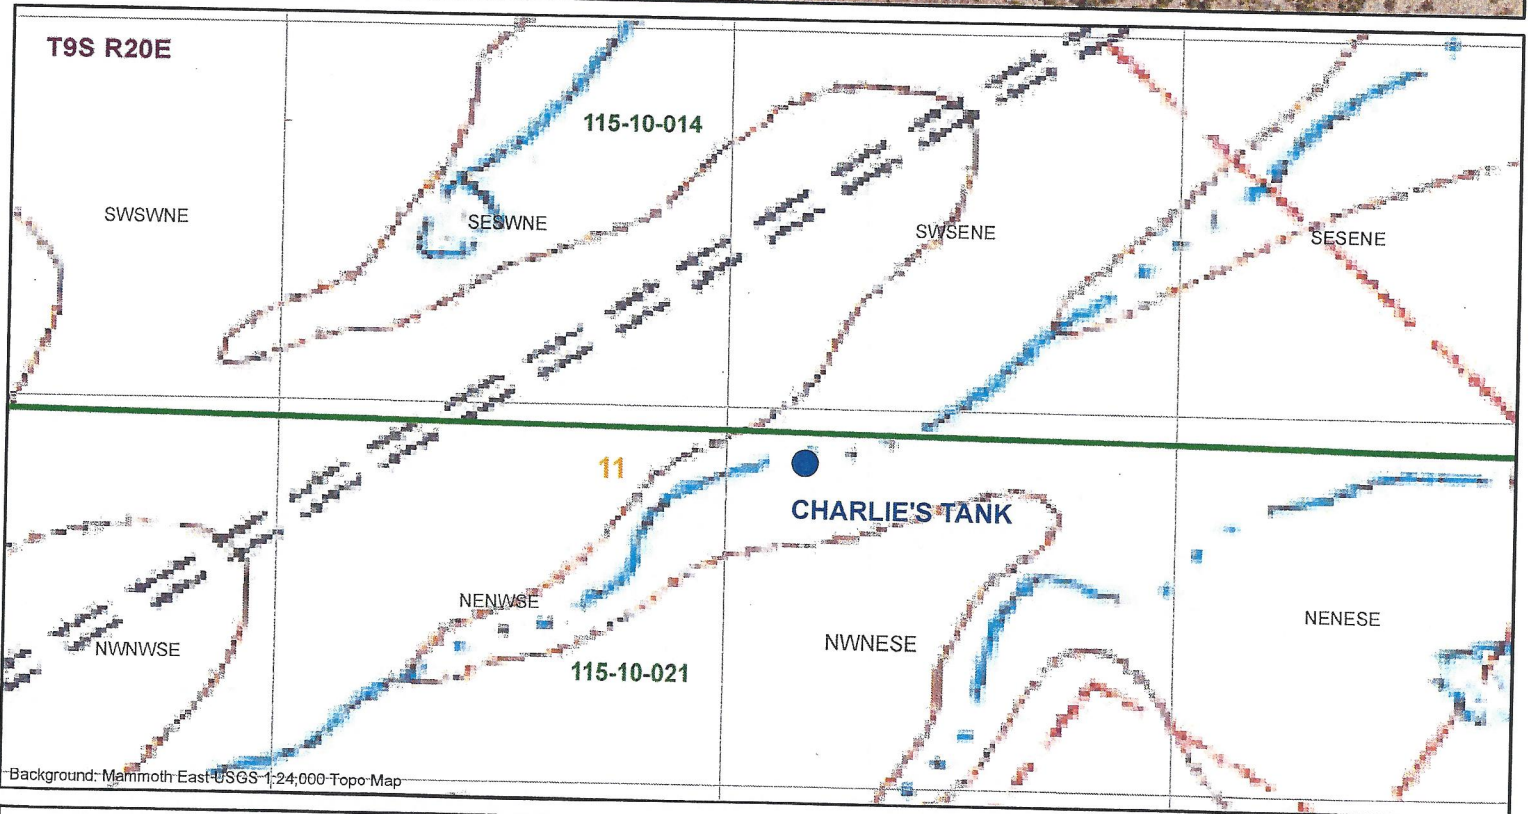 T9S R20E
115-10-014
SWSWNE
SESWNE
SWSENE
SESENE
11
CHARLIE'S TANK
NENWSE
NWNWSE
115-10-021
NWNESE
NENESE
Background: Mammoth East USGS 1:24,000 Topo Map